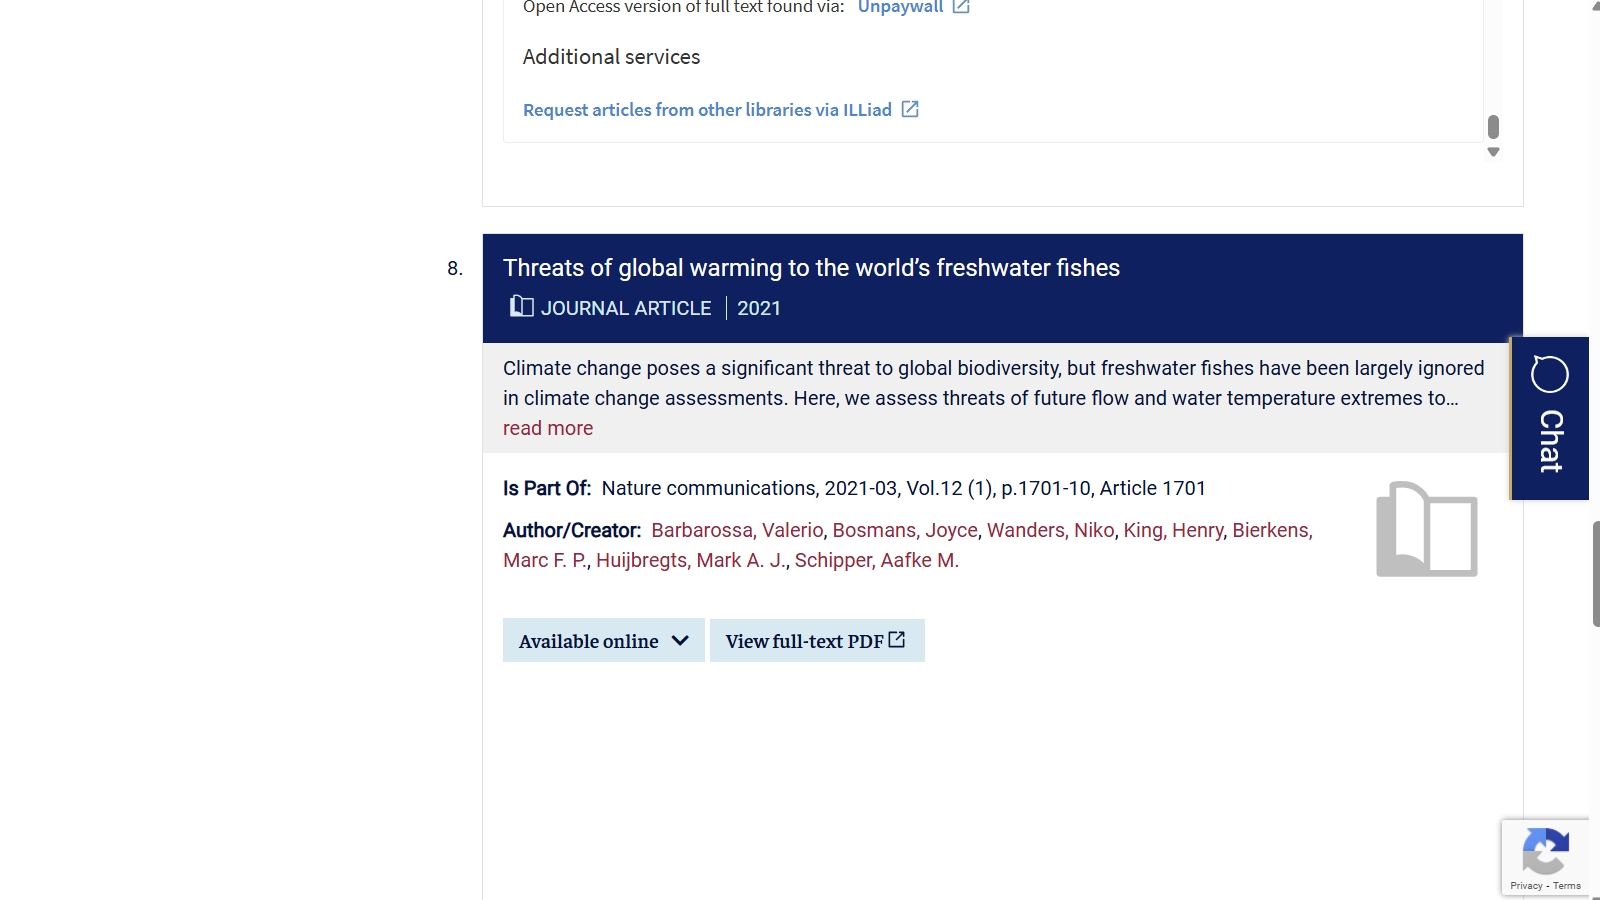 Open Access version of full text found via: Unpaywall
Additional services
Request articles from other libraries via ILLiad
8.
Threats of global warming to the world’s freshwater fishes
JOURNAL ARTICLE | 2021
Climate change poses a significant threat to global biodiversity, but freshwater fishes have been largely ignored
in climate change assessments. Here, we assess threats of future flow and water temperature extremes to…
read more
Is Part Of: Nature communications, 2021-03, Vol.12 (1), p.1701-10, Article 1701
Author/Creator: Barbarossa, Valerio, Bosmans, Joyce, Wanders, Niko, King, Henry, Bierkens,
Marc F. P., Huijbregts, Mark A. J., Schipper, Aafke M.
Available online
View full-text PDF
Chat
Privacy - Terms